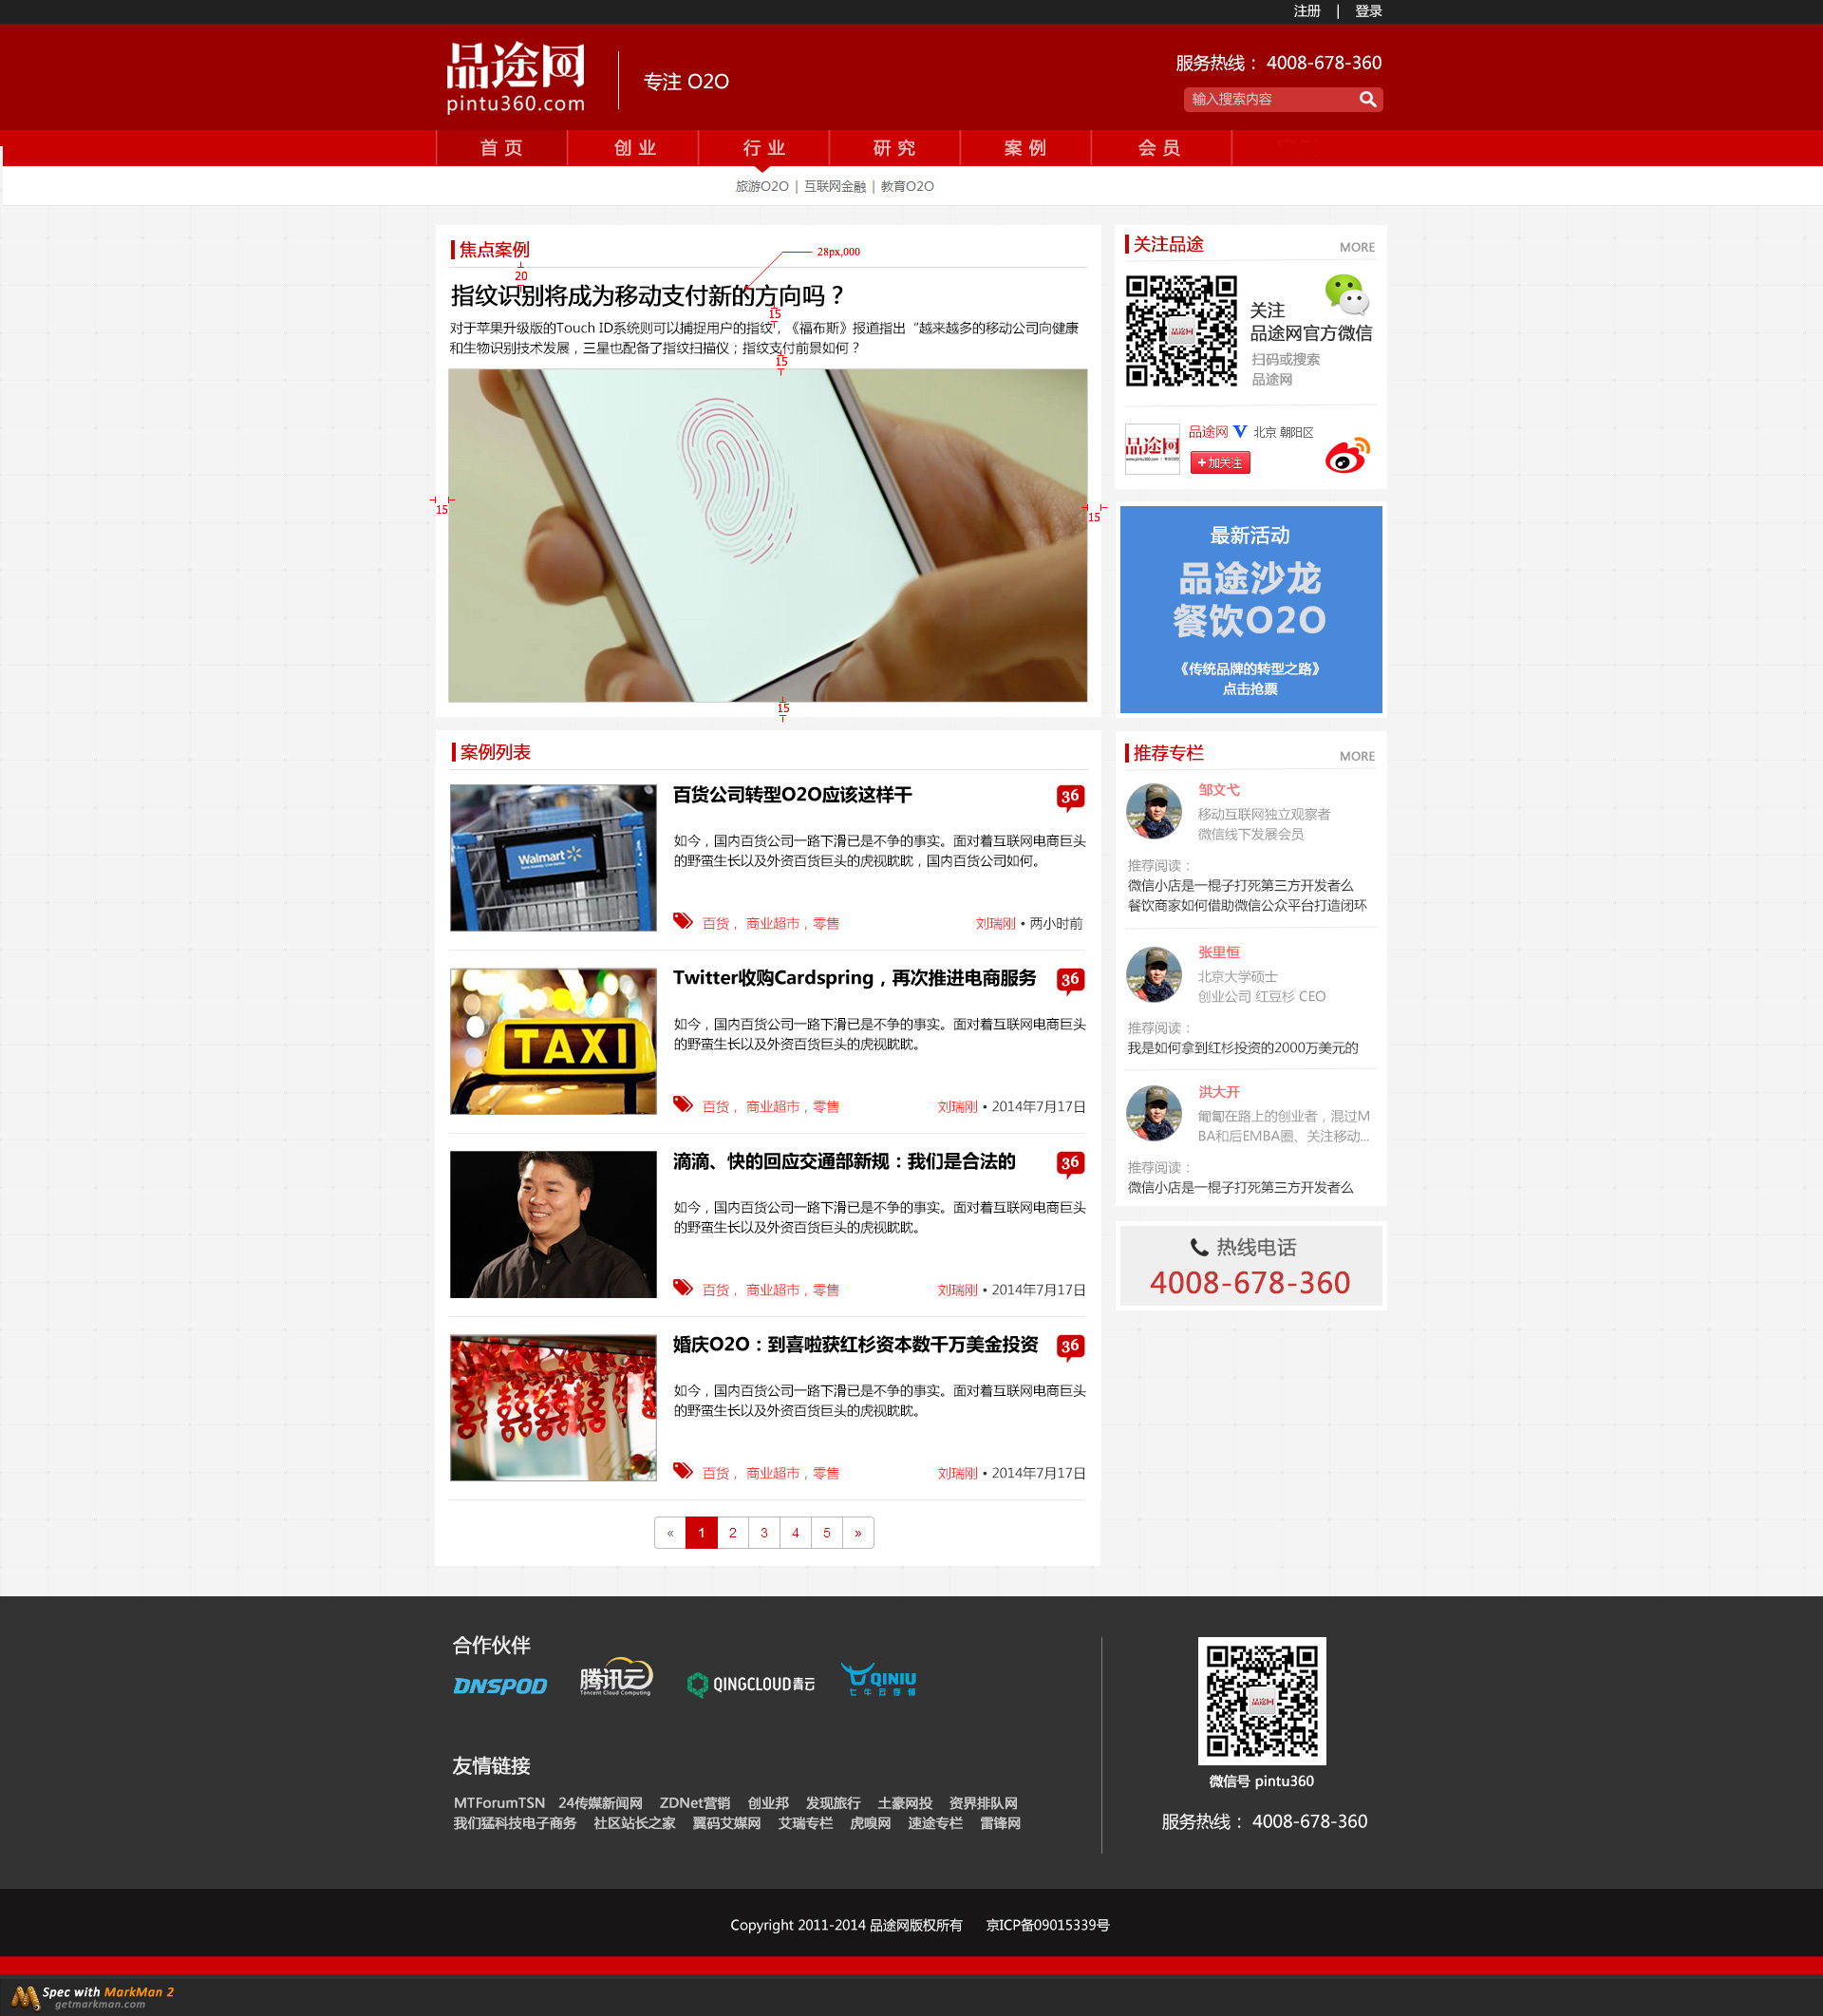 注册 | 登录
品途网
pintu360.com
专注 O2O
服务热线： 4008-678-360
输入搜索内容
首 页 创 业 行 业 研 究 案 例 会 员
旅游O2O | 互联网金融 | 教育O2O
焦点案例
28px,000
20
指纹识别将成为移动支付新的方向吗？
15
对于苹果升级版的Touch ID系统则可以捕捉用户的指纹，《福布斯》报道指出“越来越多的移动公司向健康
和生物识别技术发展，三星也配备了指纹扫描仪；指纹支付前景如何？
15
15
15
15
关注品途 MORE
关注
品途网官方微信
扫码或搜索
品途网
品途网
品途网 V 北京 朝阳区
+加关注
最新活动
品途沙龙
餐饮O2O
《传统品牌的转型之路》
点击抢票
案例列表
百货公司转型O2O应该这样干 36
如今，国内百货公司一路下滑已是不争的事实。面对着互联网电商巨头
的野蛮生长以及外资百货巨头的虎视眈眈，国内百货公司如何。
百货， 商业超市，零售 刘瑞刚 • 两小时前
Walmart
Twitter收购Cardspring，再次推进电商服务 36
如今，国内百货公司一路下滑已是不争的事实。面对着互联网电商巨头
的野蛮生长以及外资百货巨头的虎视眈眈。
百货， 商业超市，零售 刘瑞刚 • 2014年7月17日
TAXI
滴滴、快的回应交通部新规：我们是合法的 36
如今，国内百货公司一路下滑已是不争的事实。面对着互联网电商巨头
的野蛮生长以及外资百货巨头的虎视眈眈。
百货， 商业超市，零售 刘瑞刚 • 2014年7月17日
婚庆O2O：到喜啦获红杉资本数千万美金投资 36
如今，国内百货公司一路下滑已是不争的事实。面对着互联网电商巨头
的野蛮生长以及外资百货巨头的虎视眈眈。
百货， 商业超市，零售 刘瑞刚 • 2014年7月17日
« 1 2 3 4 5 »
推荐专栏 MORE
邹文弋
移动互联网独立观察者
微信线下发展会员
推荐阅读：
微信小店是一棍子打死第三方开发者么
餐饮商家如何借助微信公众平台打造闭环
张里恒
北京大学硕士
创业公司 红豆杉 CEO
推荐阅读：
我是如何拿到红杉投资的2000万美元的
洪大开
匍匐在路上的创业者，混过M
BA和后EMBA圈、关注移动...
推荐阅读：
微信小店是一棍子打死第三方开发者么
热线电话
4008-678-360
合作伙伴
DNSPOD
腾讯云
Tencent Cloud Computing
QINGCLOUD青云
QINIU
七牛云存储
友情链接
MTForumTSN 24传媒新闻网 ZDNet营销 创业邦 发现旅行 土豪网投 资界排队网
我们猛科技电子商务 社区站长之家 翼码艾媒网 艾瑞专栏 虎嗅网 速途专栏 雷锋网
微信号 pintu360
服务热线： 4008-678-360
Copyright 2011-2014 品途网版权所有 京ICP备09015339号
Spec with MarkMan 2
getmarkman.com